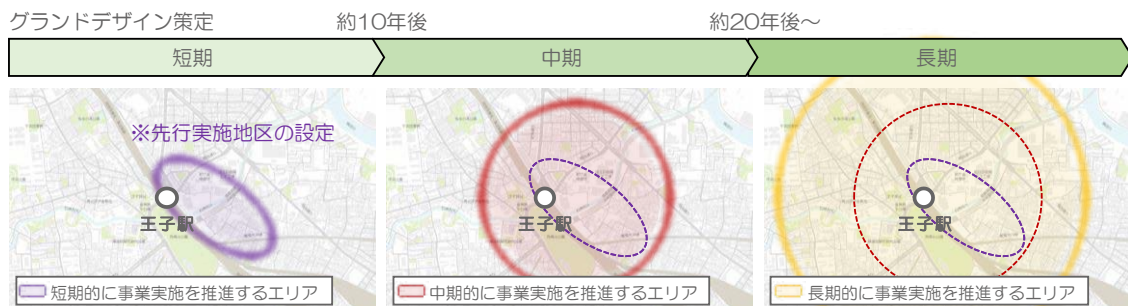 グランドデザイン策定 約10年後 約20年後～
短期 中期 長期
※先行実施地区の設定
王子駅 王子駅 王子駅
短期的に事業実施を推進するエリア 中期的に事業実施を推進するエリア 長期的に事業実施を推進するエリア